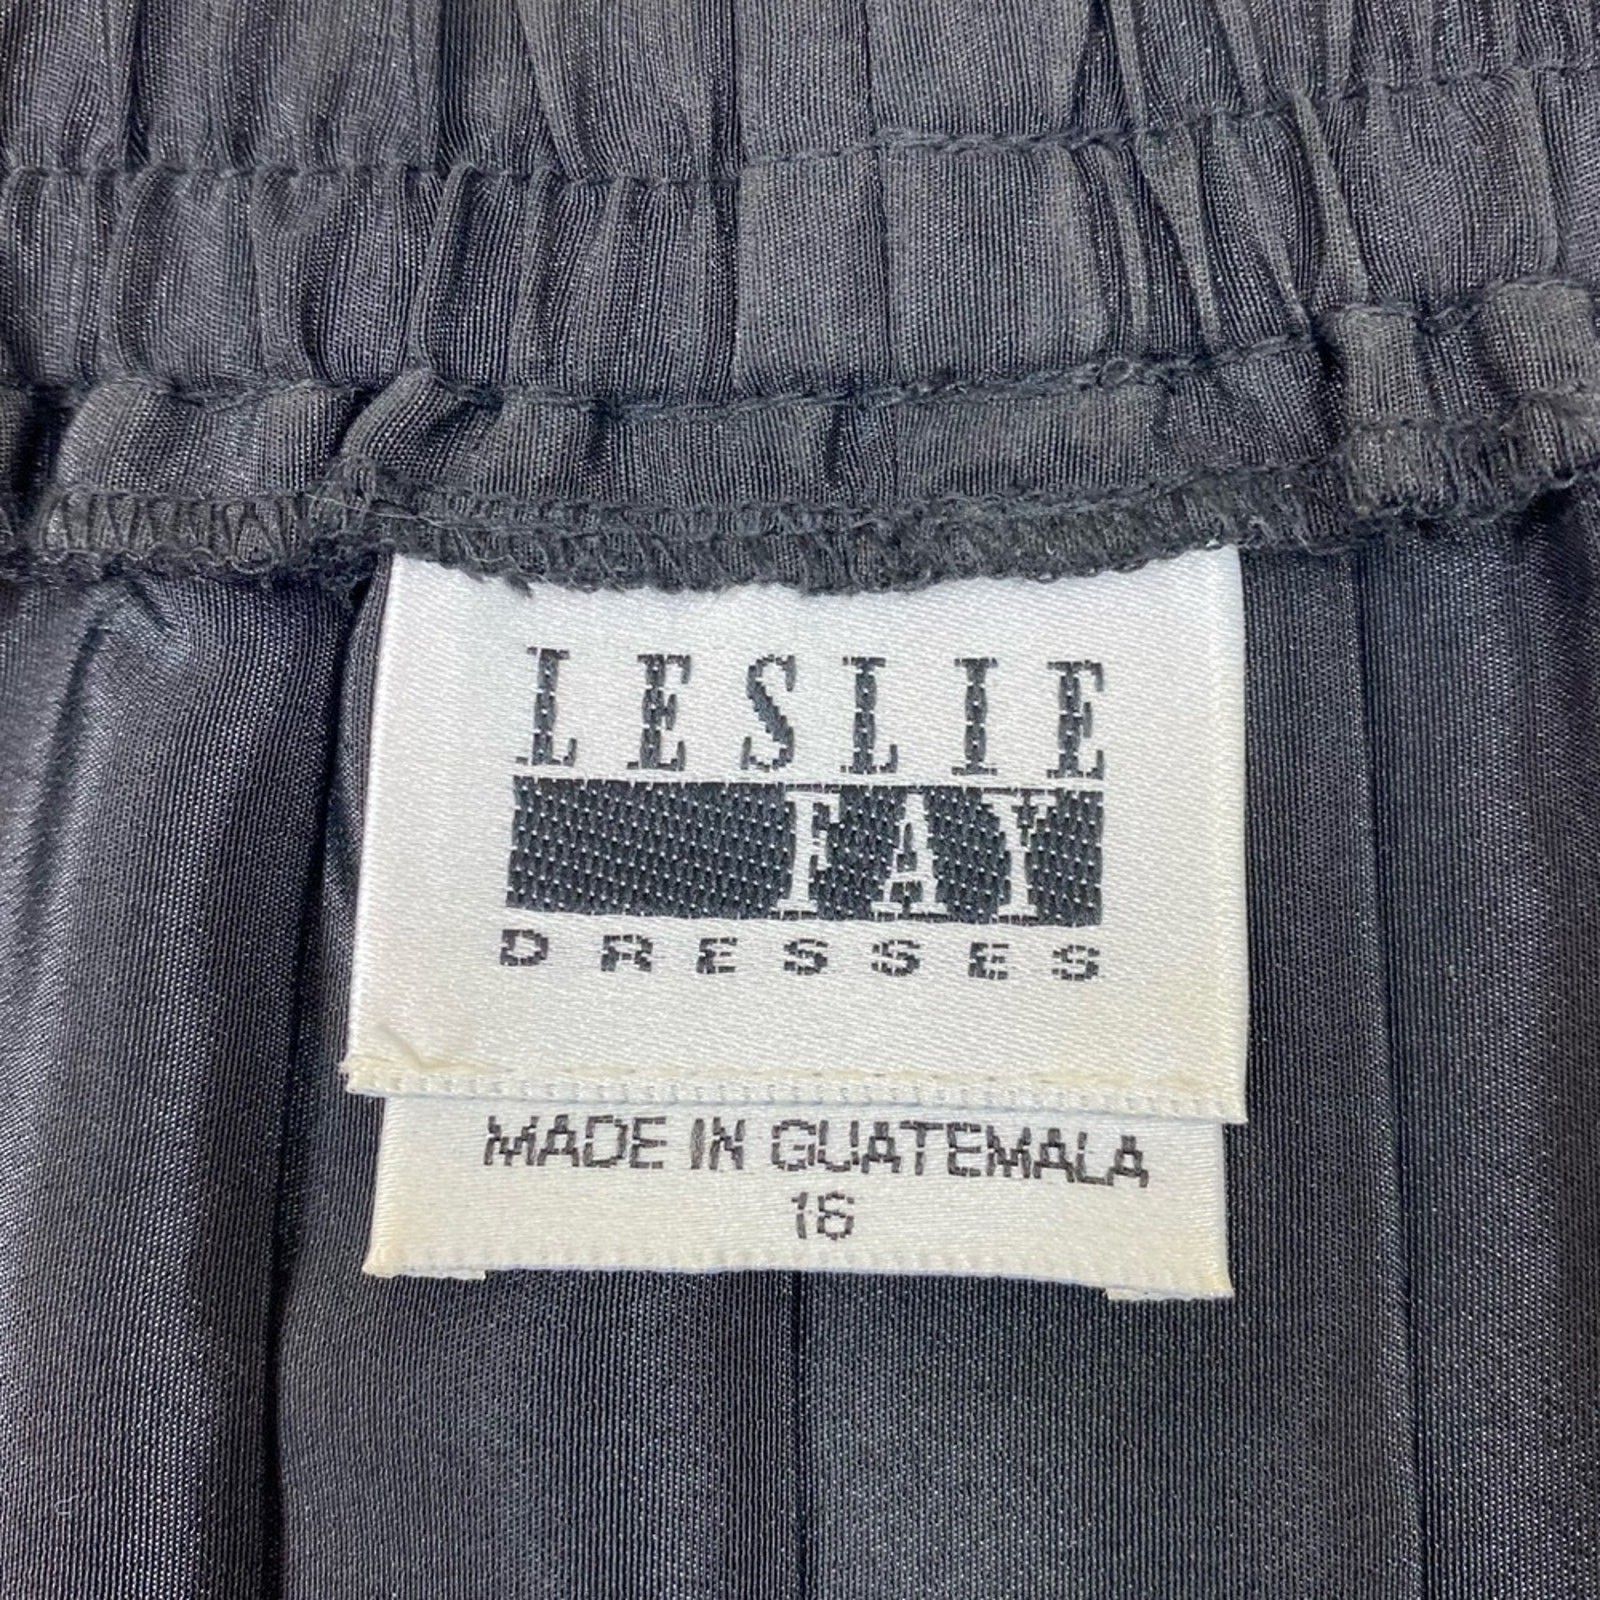 LESLIE
FAY
DRESSES
MADE IN GUATEMALA
16